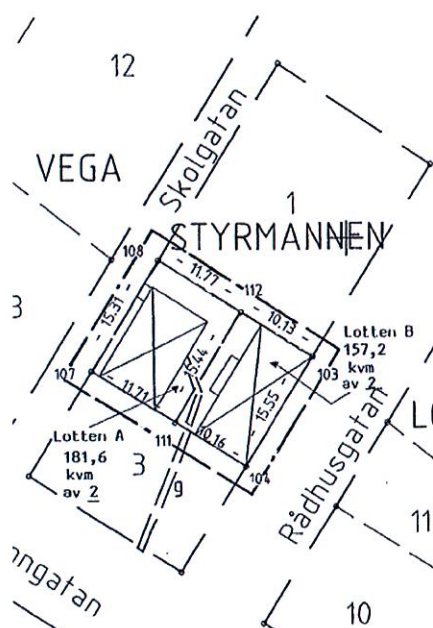 12
VEGA
Skolgatan
1
STYRMANNEN
108
11.77
112
10.13
Lotten B
157,2
kvm
av 2
103
15.31
15.44
15.55
107
11.71
10.16
111
104
Lotten A
181,6
kvm
av 2
3
9
3
Rådhusgatan
11
10
ongatan